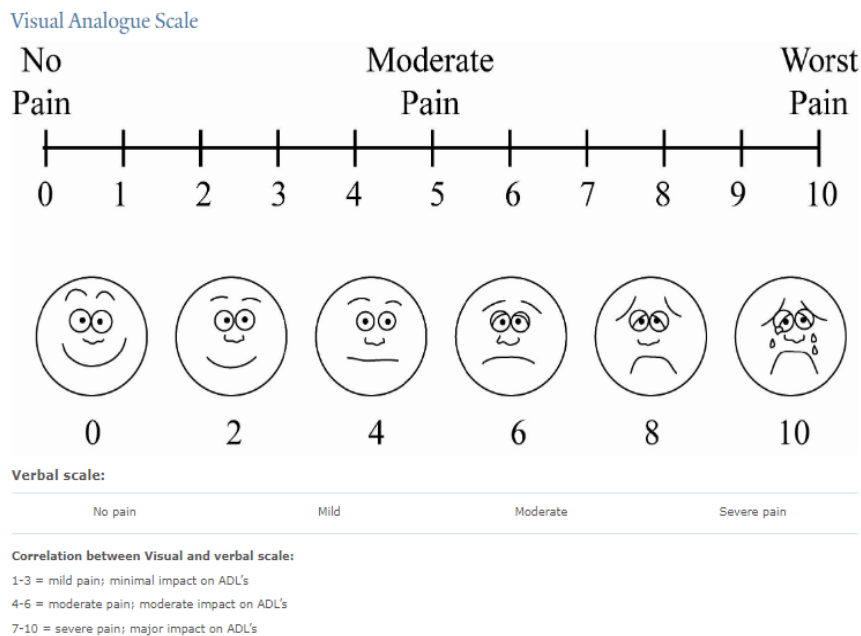 Visual Analogue Scale
No Moderate Worst
Pain Pain Pain
0 1 2 3 4 5 6 7 8 9 10
0 2 4 6 8 10
Verbal scale:
No pain Mild Moderate Severe pain
Correlation between Visual and verbal scale:
1-3 = mild pain; minimal impact on ADL's
4-6 = moderate pain; moderate impact on ADL's
7-10 = severe pain; major impact on ADL's